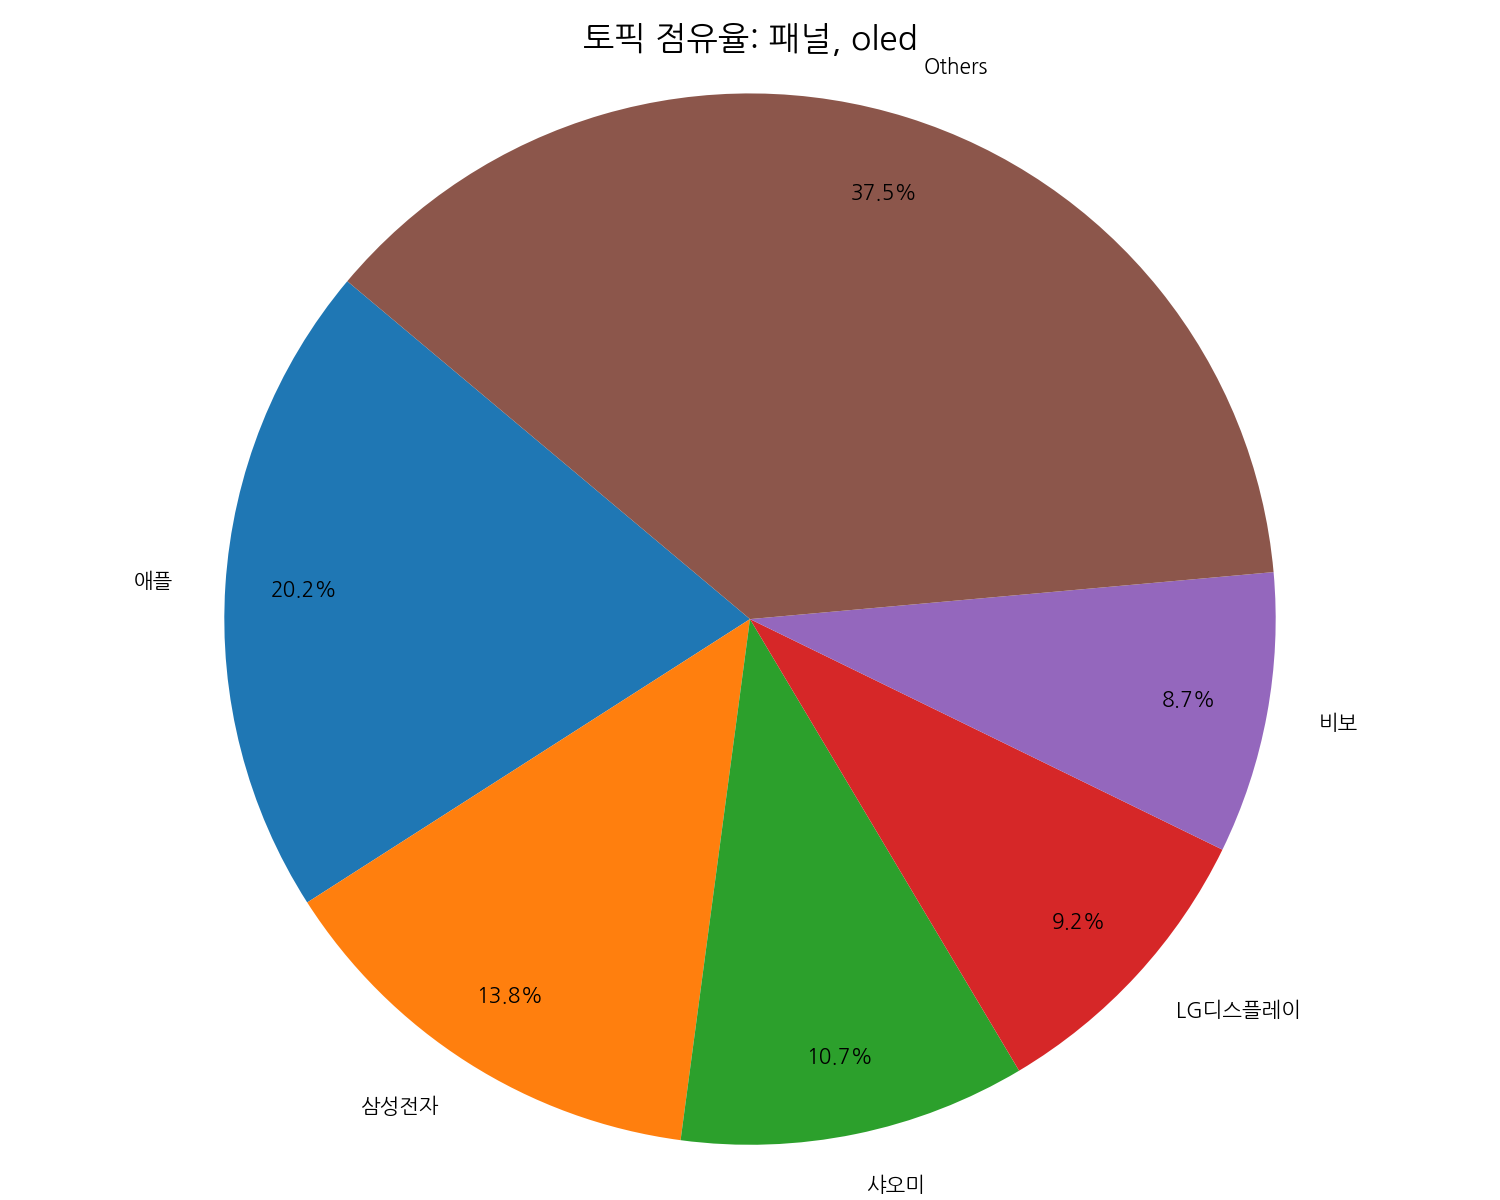 토픽 점유율: 패널, oled
Others
37.5%
애플
20.2%
8.7%
비보
9.2%
13.8%
LG디스플레이
10.7%
삼성전자
샤오미